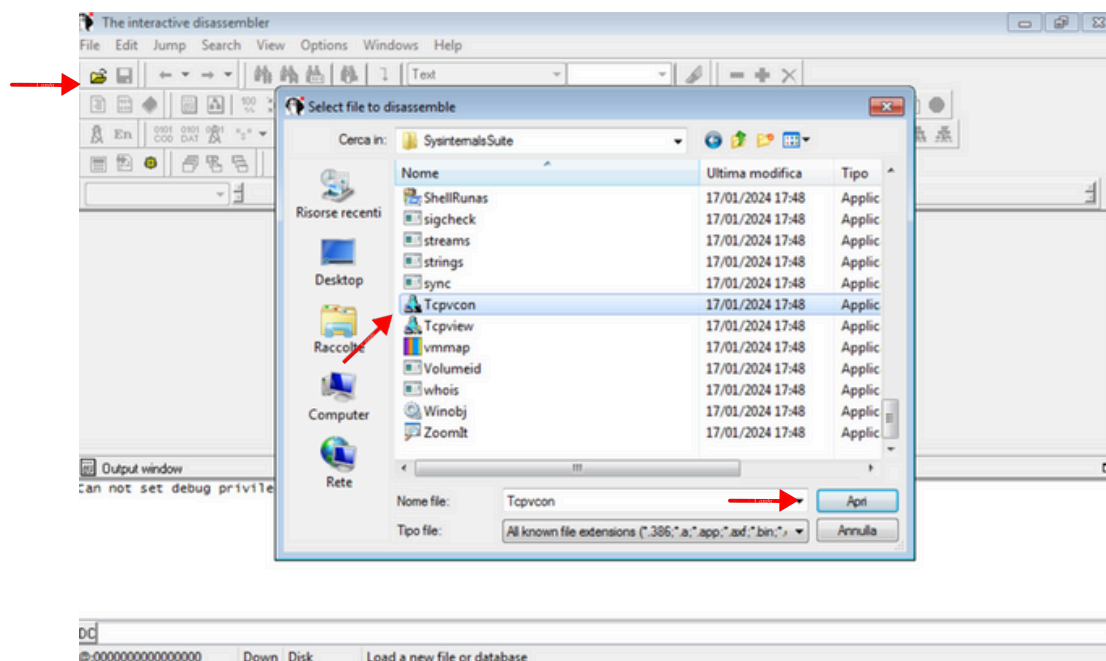 The interactive disassembler
File Edit Jump Search View Options Windows Help
Text
Select file to disassemble
Cerca in: SysinternalsSuite
En
Nome Ultima modifica Tipo
ShellRunas 17/01/2024 17:48 Applic
sigcheck 17/01/2024 17:48 Applic
streams 17/01/2024 17:48 Applic
strings 17/01/2024 17:48 Applic
sync 17/01/2024 17:48 Applic
Tcpvcon 17/01/2024 17:48 Applic
Tcpview 17/01/2024 17:48 Applic
vmmap 17/01/2024 17:48 Applic
Volumeid 17/01/2024 17:48 Applic
whois 17/01/2024 17:48 Applic
Winobj 17/01/2024 17:48 Applic
ZoomIt 17/01/2024 17:48 Applic
Risorse recenti
Desktop
Raccolte
Computer
Rete
Nome file: Tcpvcon Apri
Tipo file: All known file extensions (*.386;*.a;*.app;*.axf;*.bin;*. Annulla
Output window
Can not set debug privile
DC
@:0000000000000000 Down Disk Load a new file or database